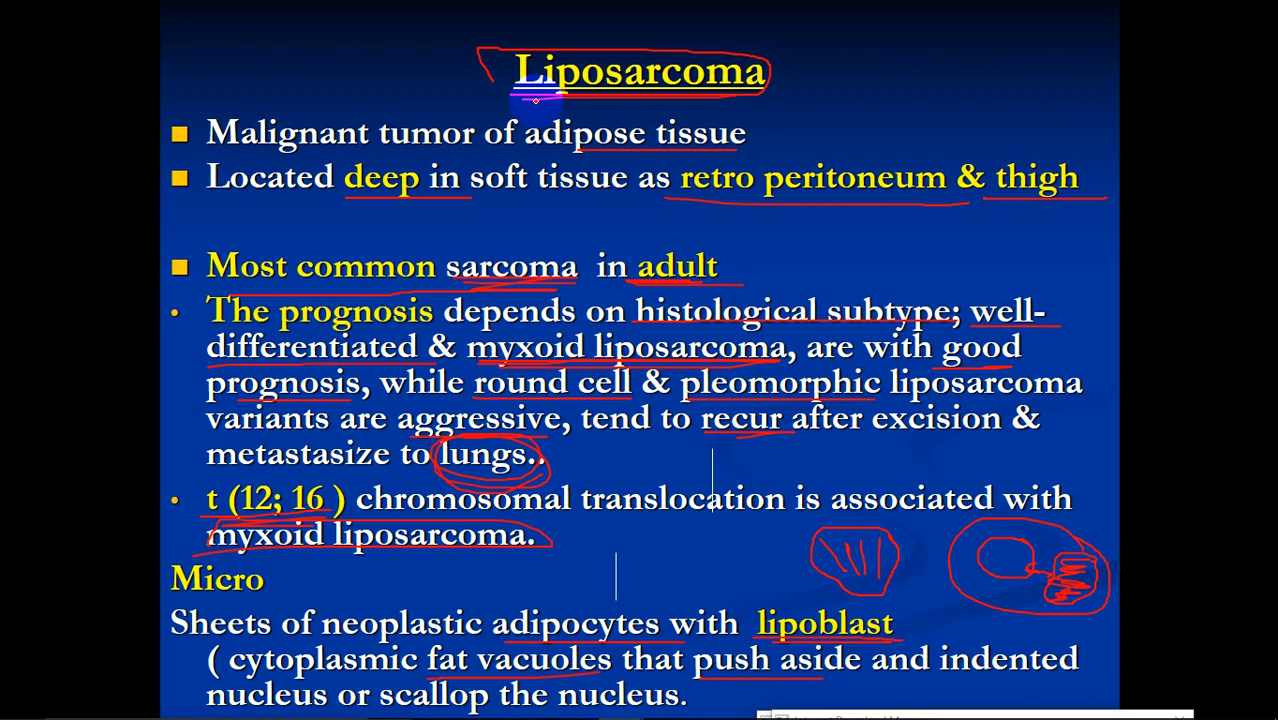 Liposarcoma
■ Malignant tumor of adipose tissue
■ Located deep in soft tissue as retro peritoneum & thigh
■ Most common sarcoma in adult
• The prognosis depends on histological subtype; well-
differentiated & myxoid liposarcoma, are with good
prognosis, while round cell & pleomorphic liposarcoma
variants are aggressive, tend to recur after excision &
metastasize to lungs..
• t (12; 16 ) chromosomal translocation is associated with
myxoid liposarcoma.
Micro
Sheets of neoplastic adipocytes with lipoblast
( cytoplasmic fat vacuoles that push aside and indented
nucleus or scallop the nucleus.